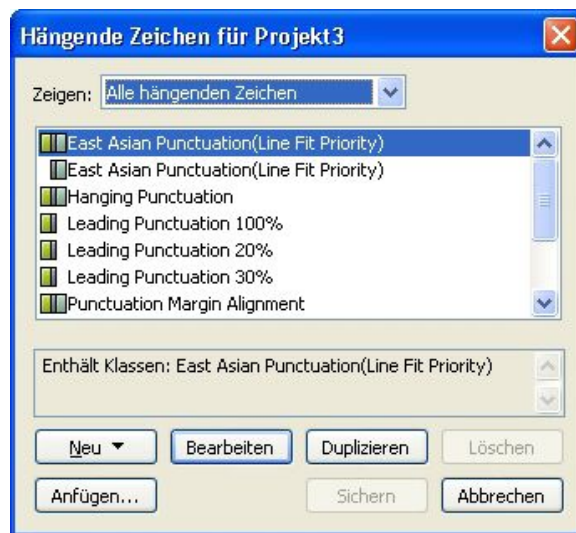 Hängende Zeichen für Projekt3
Zeigen: Alle hängenden Zeichen
East Asian Punctuation(Line Fit Priority)
East Asian Punctuation(Line Fit Priority)
Hanging Punctuation
Leading Punctuation 100%
Leading Punctuation 20%
Leading Punctuation 30%
Punctuation Margin Alignment
Enthält Klassen: East Asian Punctuation(Line Fit Priority)
Neu Bearbeiten Duplizieren Löschen
Anfügen... Sichern Abbrechen